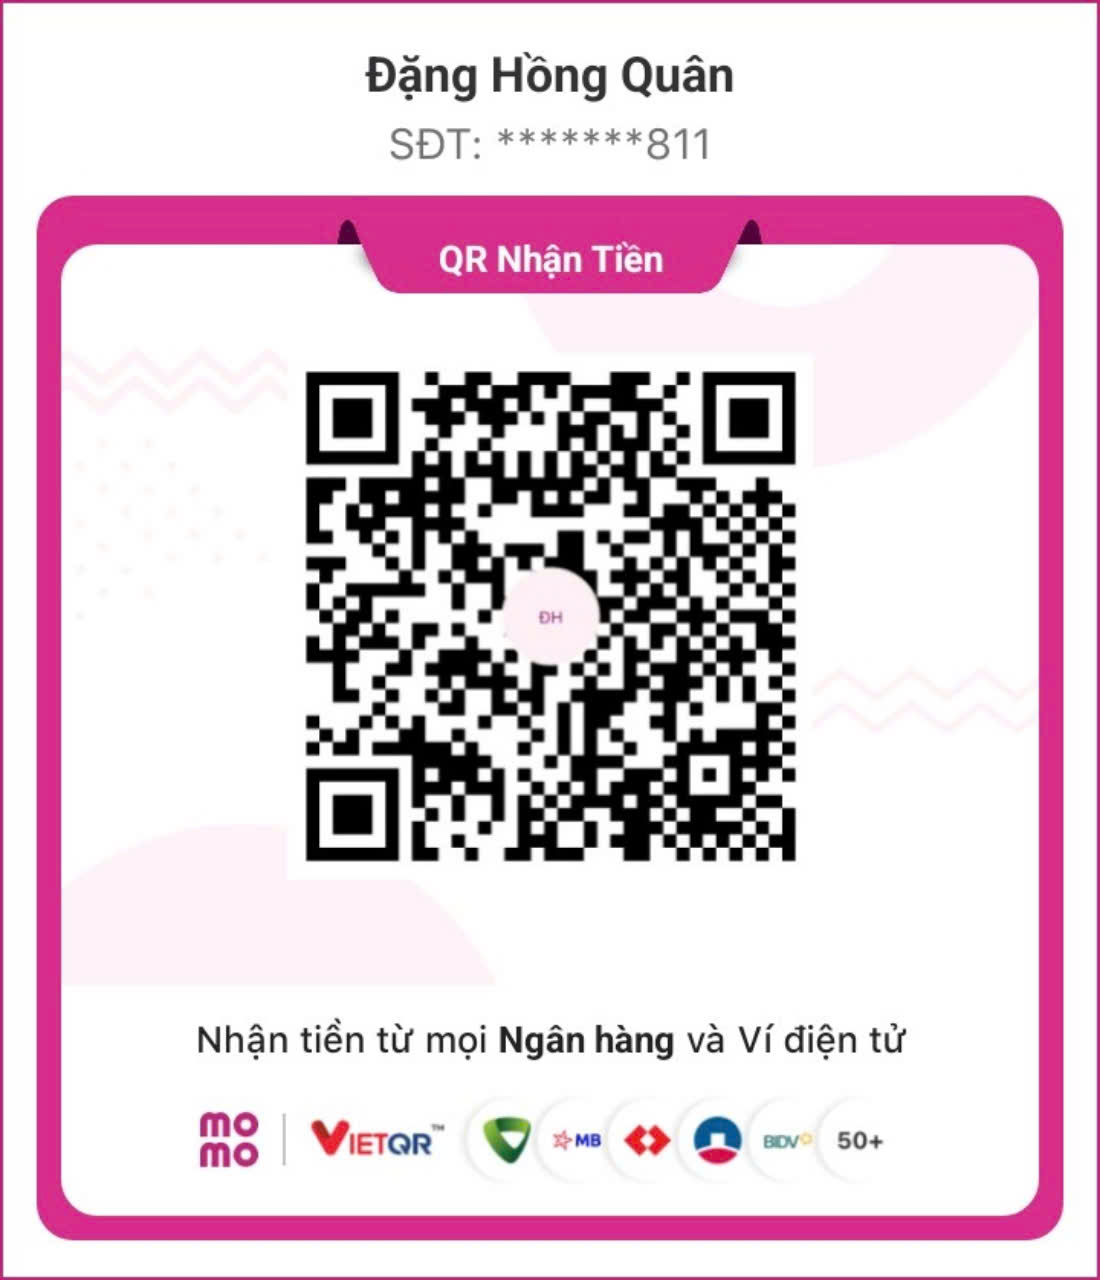 Đặng Hồng Quân
SĐT: *******811
QR Nhận Tiền
ĐH
Nhận tiền từ mọi Ngân hàng và Ví điện tử
mo
mo
VIETQR™
MB
BIDV
50+